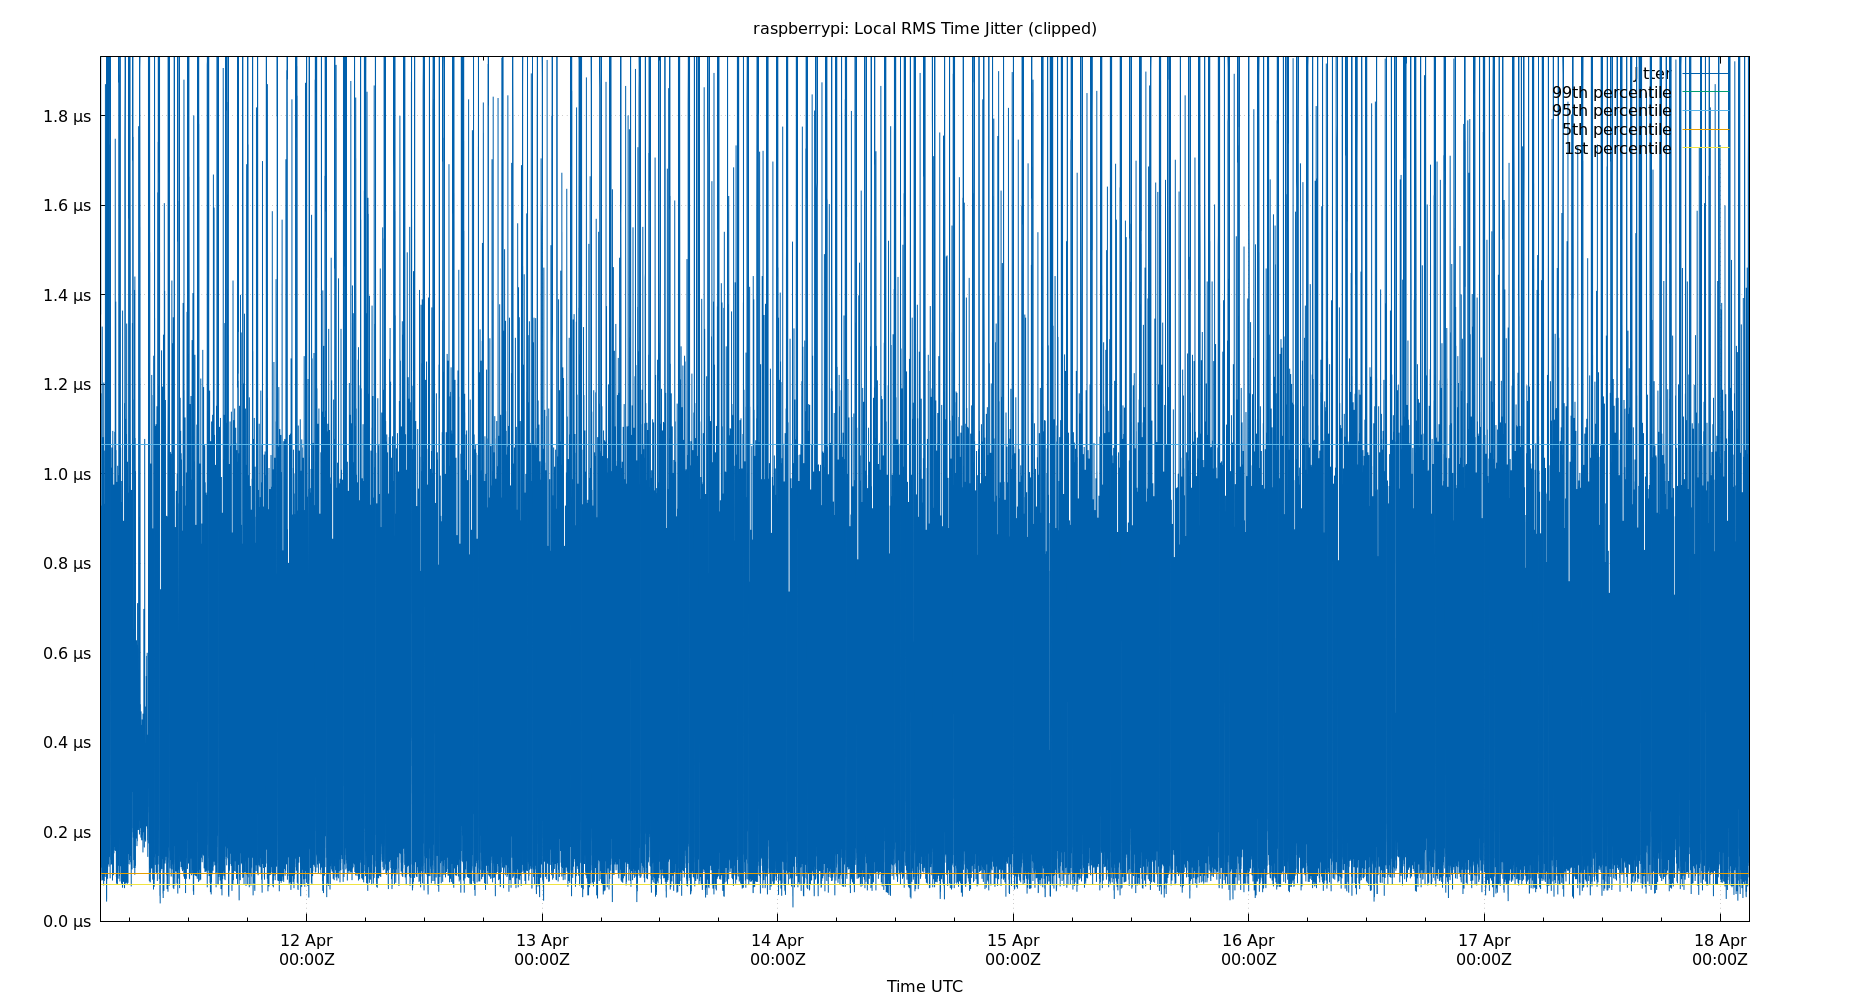 raspberrypi: Local RMS Time Jitter (clipped)
jitter
99th percentile
95th percentile
5th percentile
1st percentile
1.8 µs
1.6 µs
1.4 µs
1.2 µs
1.0 µs
0.8 µs
0.6 µs
0.4 µs
0.2 µs
0.0 µs
12 Apr 13 Apr 14 Apr 15 Apr 16 Apr 17 Apr 18 Apr
00:00Z 00:00Z 00:00Z 00:00Z 00:00Z 00:00Z 00:00Z
Time UTC